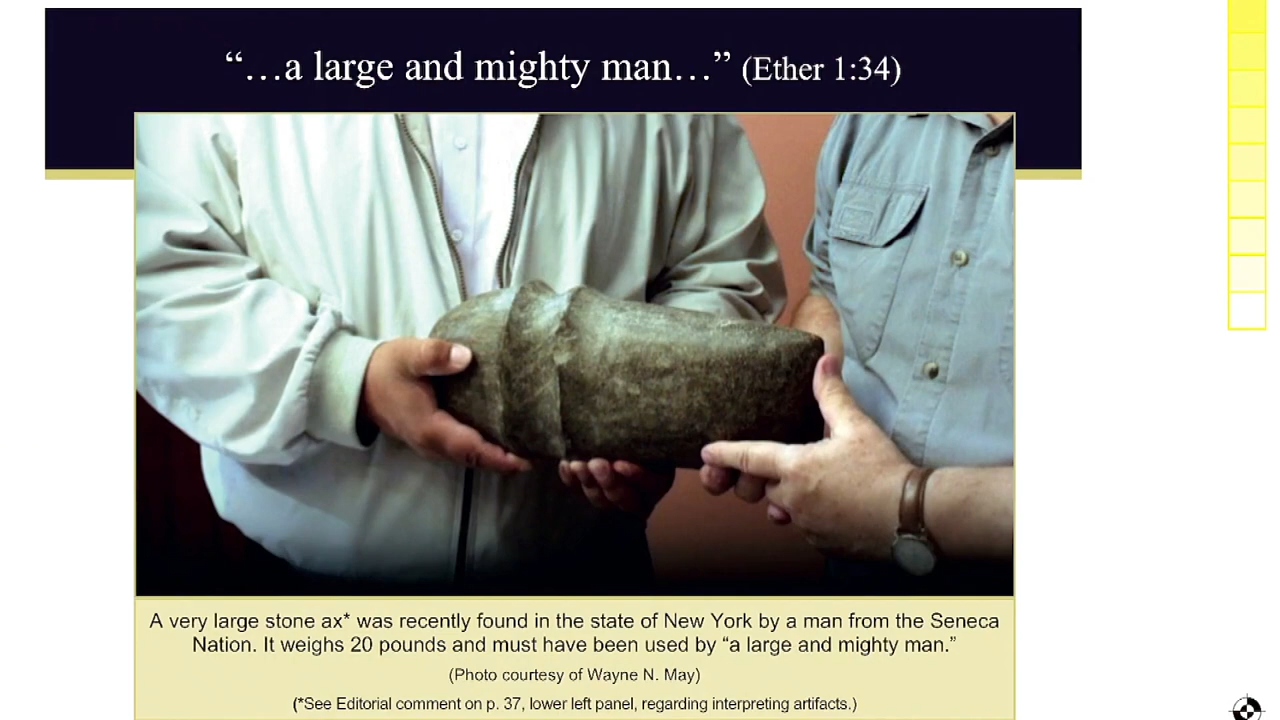 “…a large and mighty man…” (Ether 1:34)
A very large stone ax* was recently found in the state of New York by a man from the Seneca
Nation. It weighs 20 pounds and must have been used by “a large and mighty man.”
(Photo courtesy of Wayne N. May)
(*See Editorial comment on p. 37, lower left panel, regarding interpreting artifacts.)